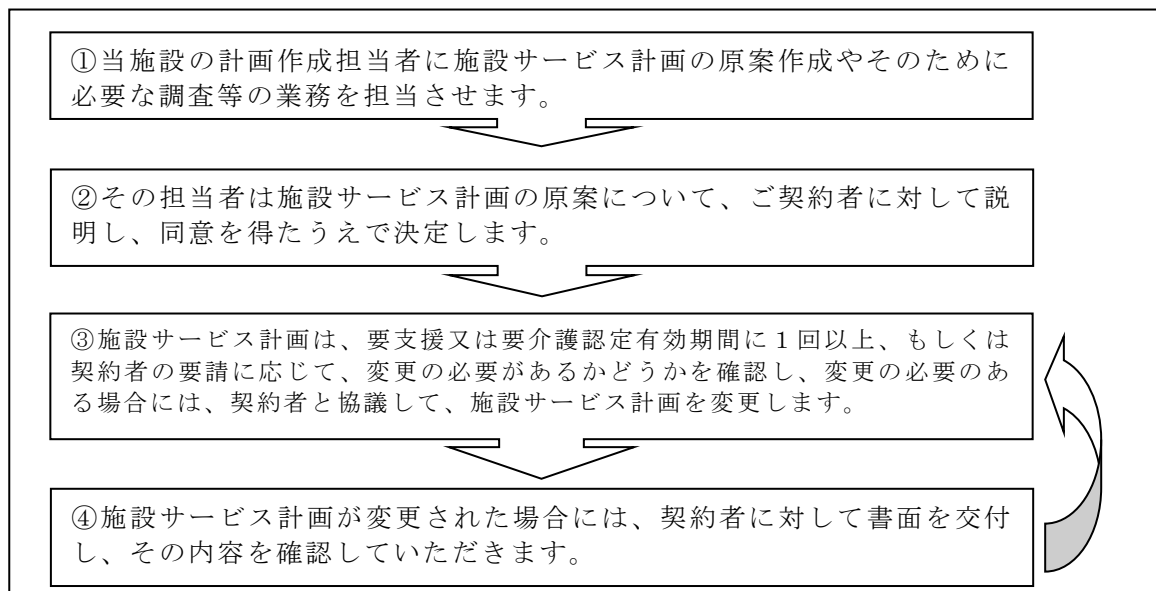 ①当施設の計画作成担当者に施設サービス計画の原案作成やそのために
必要な調査等の業務を担当させます。
②その担当者は施設サービス計画の原案について、ご契約者に対して説
明し、同意を得たうえで決定します。
③施設サービス計画は、要支援又は要介護認定有効期間に１回以上、もしくは
契約者の要請に応じて、変更の必要があるかどうかを確認し、変更の必要のあ
る場合には、契約者と協議して、施設サービス計画を変更します。
④施設サービス計画が変更された場合には、契約者に対して書面を交付
し、その内容を確認していただきます。